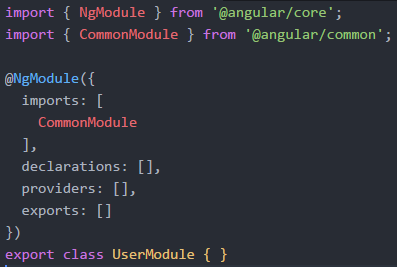 import { NgModule } from '@angular/core';
import { CommonModule } from '@angular/common';
@NgModule({
imports: [
CommonModule
],
declarations: [],
providers: [],
exports: []
})
export class UserModule { }